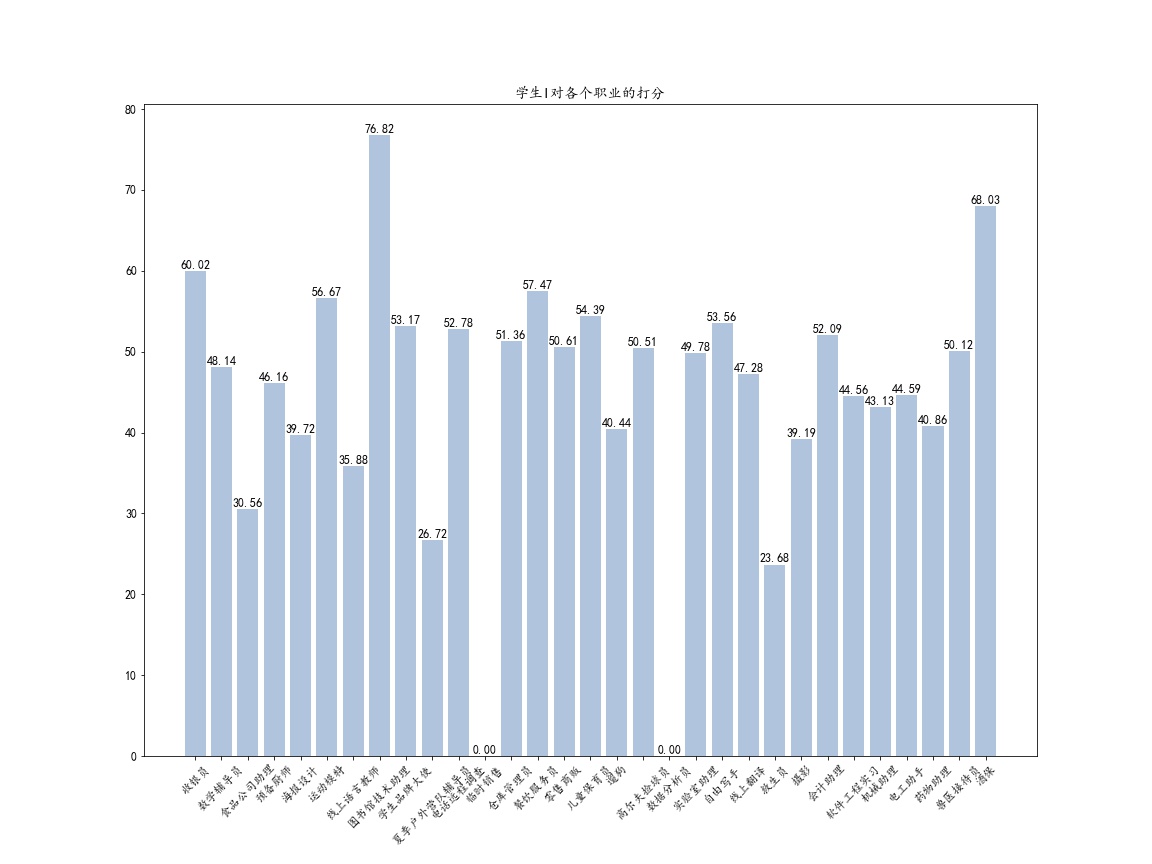 学生I对各个职业的打分
80
70
60
50
40
30
20
10
0
60.02
48.14
30.56
46.16
39.72
56.67
35.88
76.82
53.17
26.72
52.78
0.00
51.36
57.47
50.61
54.39
40.44
50.51
0.00
49.78
53.56
47.28
23.68
39.19
52.09
44.56
43.13
44.59
40.86
50.12
68.03
收银员
数学辅导员
食品公司助理
预备厨师
海报设计
运动模特
线上语言教师
图书馆技术助理
学生品牌大使
夏季户外营队辅导员
电话远程调查
临时销售
仓库管理员
餐饮服务员
零售商贩
儿童保育员
遛狗
高尔夫捡球员
数据分析员
实验室助理
自由写手
线上翻译
救生员
摄影
会计助理
软件工程实习
机械助理
电工助手
药物助理
兽医接待员
酒保